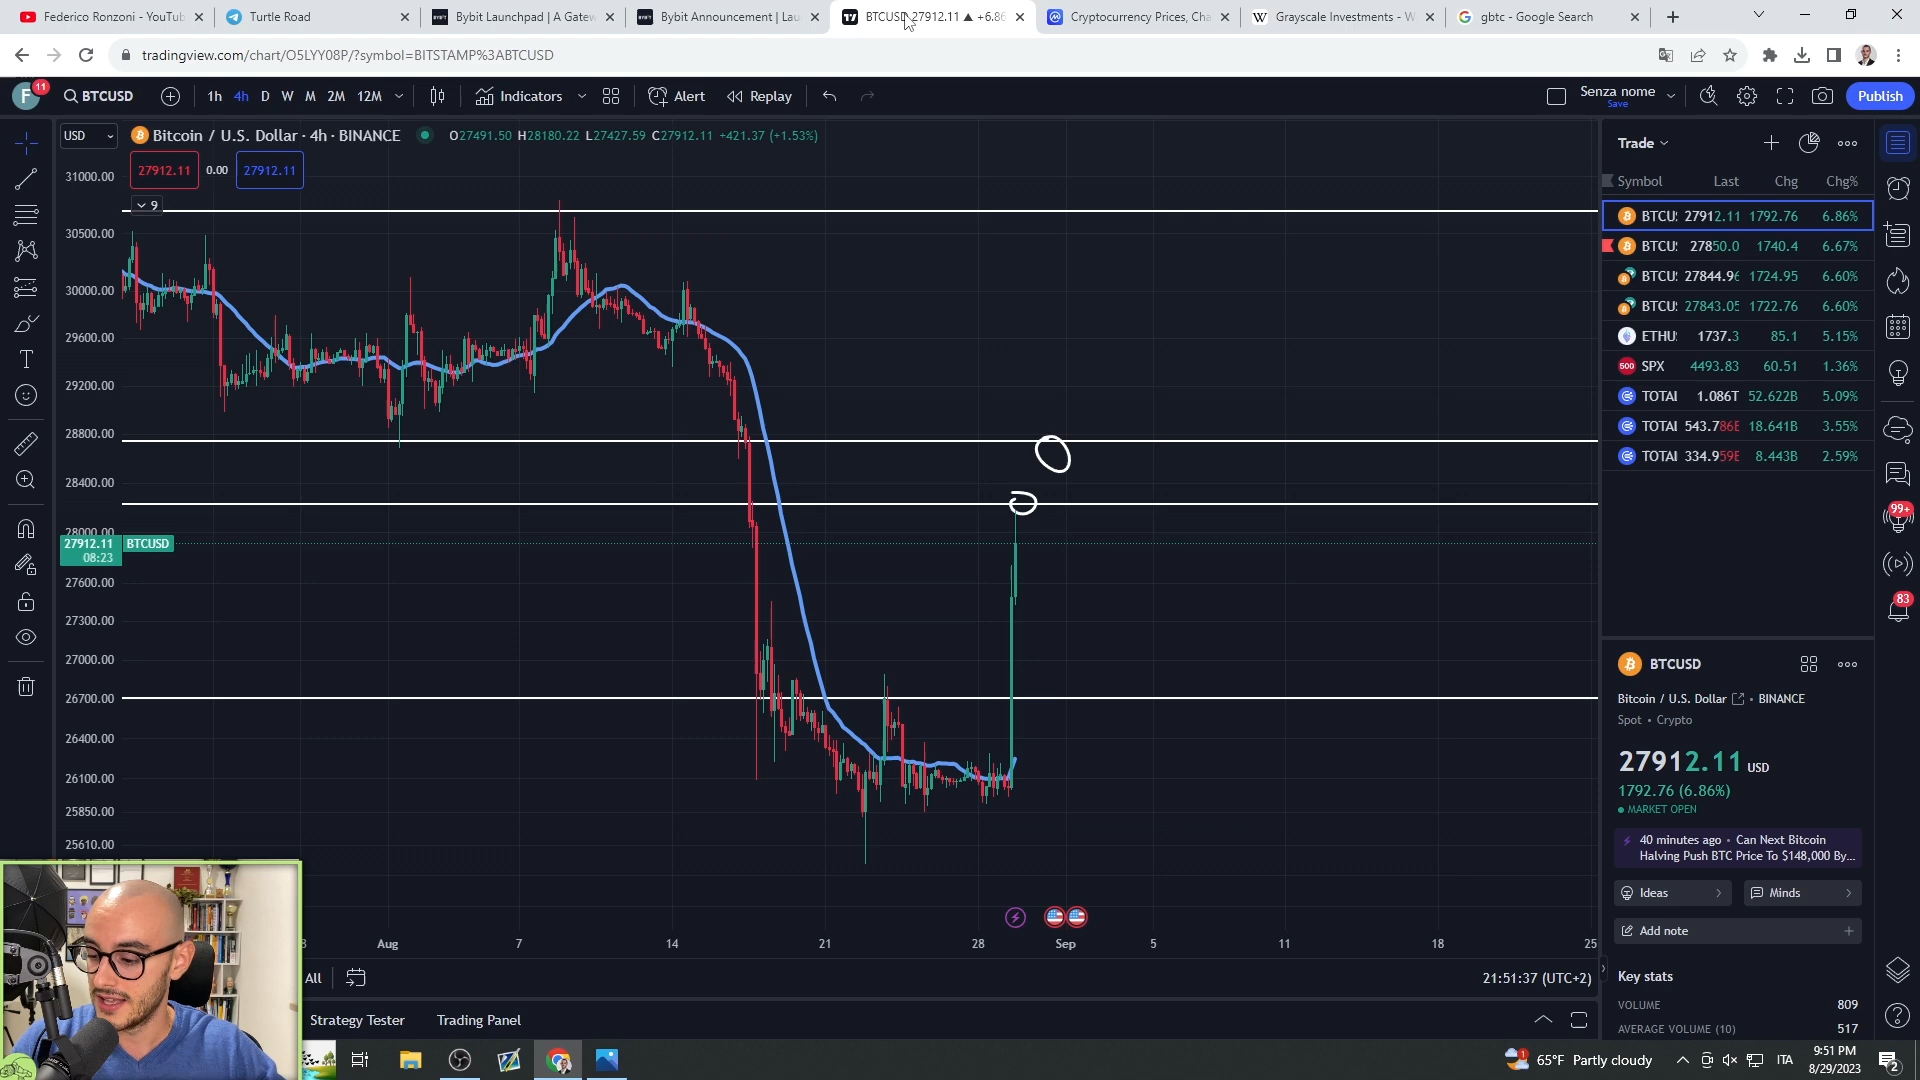 Federico Ronzoni - YouTub
Turtle Road
Bybit Launchpad | A Gatew
Bybit Announcement | Lau
BTCUSD 27912.11 ▲ +6.86
Cryptocurrency Prices, Cha
Grayscale Investments - W
gbtc - Google Search
tradingview.com/chart/O5LYY08P/?symbol=BITSTAMP%3ABTCUSD
F 11
BTCUSD
1h 4h D W M 2M 12M
Indicators
Alert
Replay
Senza nome
Save
Publish
USD
Bitcoin / U.S. Dollar · 4h · BINANCE
O27491.50 H28180.22 L27427.59 C27912.11 +421.37 (+1.53%)
27912.11 0.00 27912.11
9
31000.00
30500.00
30000.00
29600.00
29200.00
28800.00
28400.00
28000.00
27912.11 BTCUSD
08:23
27600.00
27300.00
27000.00
26700.00
26400.00
26100.00
25850.00
25610.00
Aug 7 14 21 28 Sep 5 11 18 25
All
21:51:37 (UTC+2)
Strategy Tester
Trading Panel
Trade
Symbol Last Chg Chg%
BTCU 27912.11 1792.76 6.86%
BTCU 27850.0 1740.4 6.67%
BTCU 27844.96 1724.95 6.60%
BTCU 27843.05 1722.76 6.60%
ETHU 1737.3 85.1 5.15%
500 SPX 4493.83 60.51 1.36%
TOTAL 1.086T 52.622B 5.09%
TOTAL 543.786B 18.641B 3.55%
TOTAL 334.959B 8.443B 2.59%
BTCUSD
Bitcoin / U.S. Dollar • BINANCE
Spot • Crypto
27912.11 USD
1792.76 (6.86%)
MARKET OPEN
40 minutes ago • Can Next Bitcoin
Halving Push BTC Price To $148,000 By...
Ideas
Minds
Add note
Key stats
VOLUME 809
AVERAGE VOLUME (10) 517
99+
83
1
65°F Partly cloudy
ITA
9:51 PM
8/29/2023
2